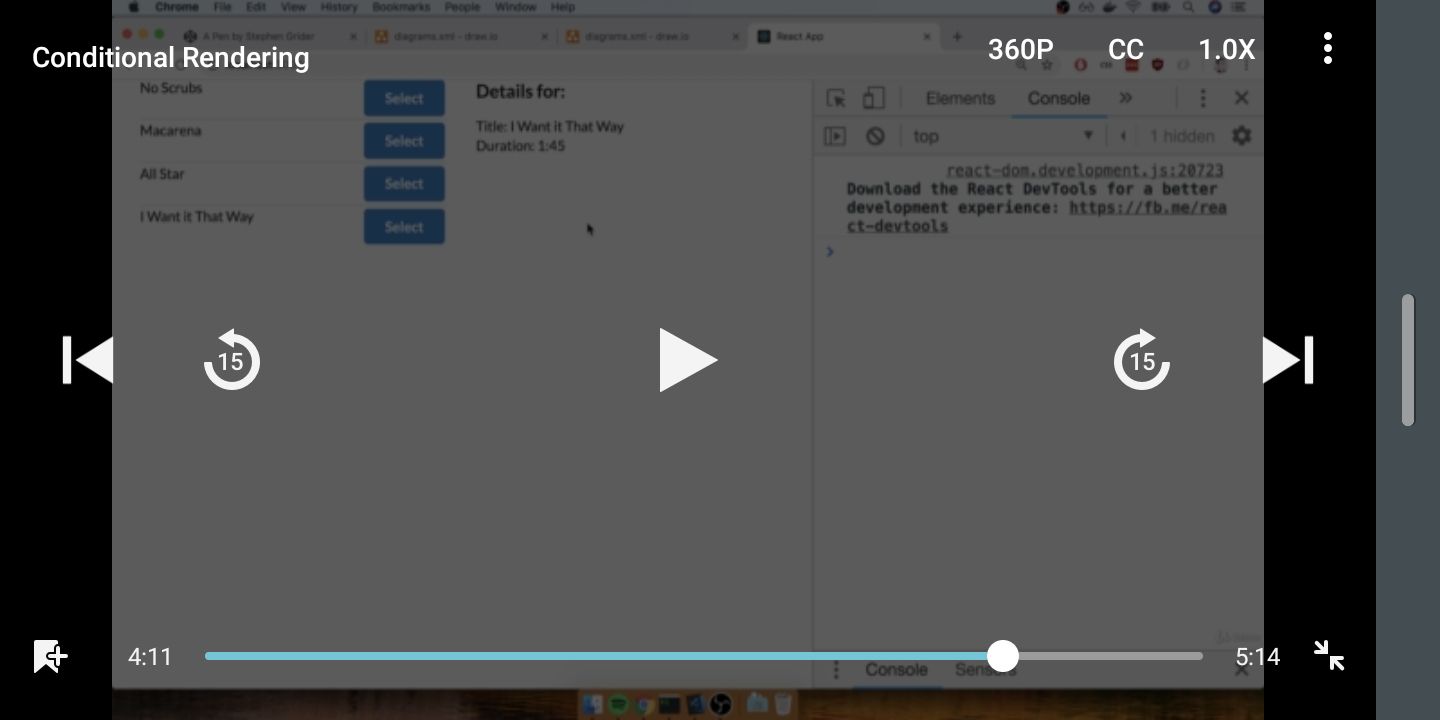 Chrome File Edit View History Bookmarks People Window Help
A Pen by Stephen Grider
diagrams.xml - draw.io
diagrams.xml - draw.io
React App
Conditional Rendering
360P CC 1.0X
No Scrubs Select
Macarena Select
All Star Select
I Want it That Way Select
Details for:
Title: I Want it That Way
Duration: 1:45
Elements Console
top 1 hidden
react-dom.development.js:20723
Download the React DevTools for a better
development experience: https://fb.me/rea
ct-devtools
15
15
4:11 5:14
Console Sensors